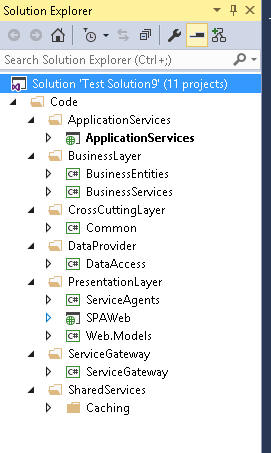 Solution Explorer
Search Solution Explorer (Ctrl+;)
Solution 'Test Solution9' (11 projects)
Code
ApplicationServices
ApplicationServices
BusinessLayer
C# BusinessEntities
C# BusinessServices
CrossCuttingLayer
C# Common
DataProvider
C# DataAccess
PresentationLayer
C# ServiceAgents
SPAWeb
C# Web.Models
ServiceGateway
C# ServiceGateway
SharedServices
Caching